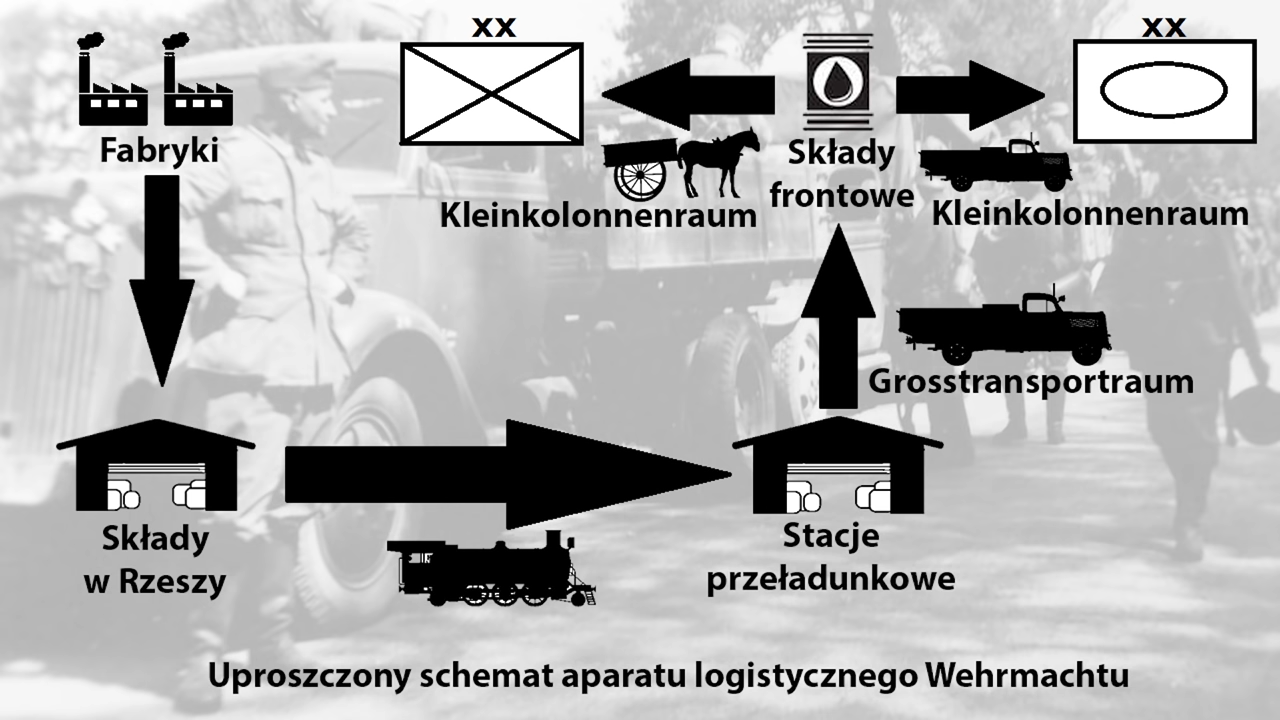 xx
xx
Fabryki
Składy
frontowe
Kleinkolonnenraum
Kleinkolonnenraum
Grosstransportraum
Składy
w Rzeszy
Stacje
przeładunkowe
Uproszczony schemat aparatu logistycznego Wehrmachtu